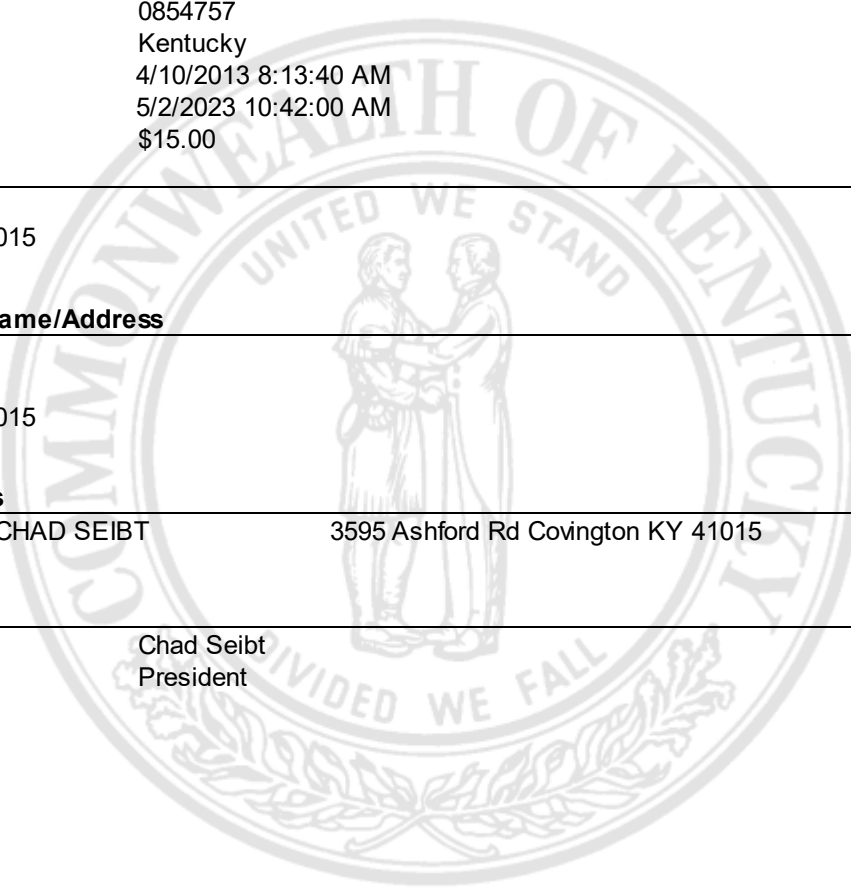 0854757
Kentucky
4/10/2013 8:13:40 AM
5/2/2023 10:42:00 AM
$15.00
015
ame/Address
015
s
CHAD SEIBT 3595 Ashford Rd Covington KY 41015
Chad Seibt
President
COMMONWEALTH OF KENTUCKY
UNITED WE STAND
DIVIDED WE FALL